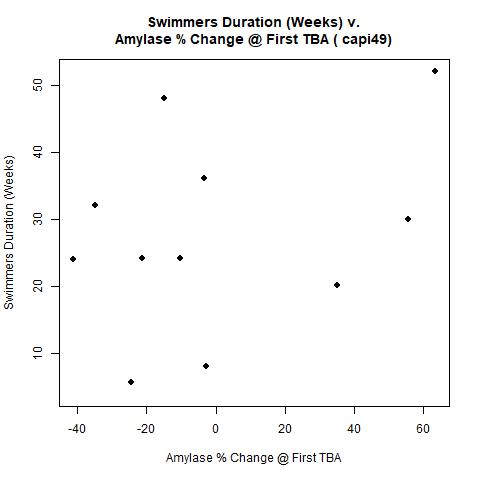 Swimmers Duration (Weeks) v.
Amylase % Change @ First TBA ( capi49)
Swimmers Duration (Weeks)
50
40
30
20
10
-40 -20 0 20 40 60
Amylase % Change @ First TBA